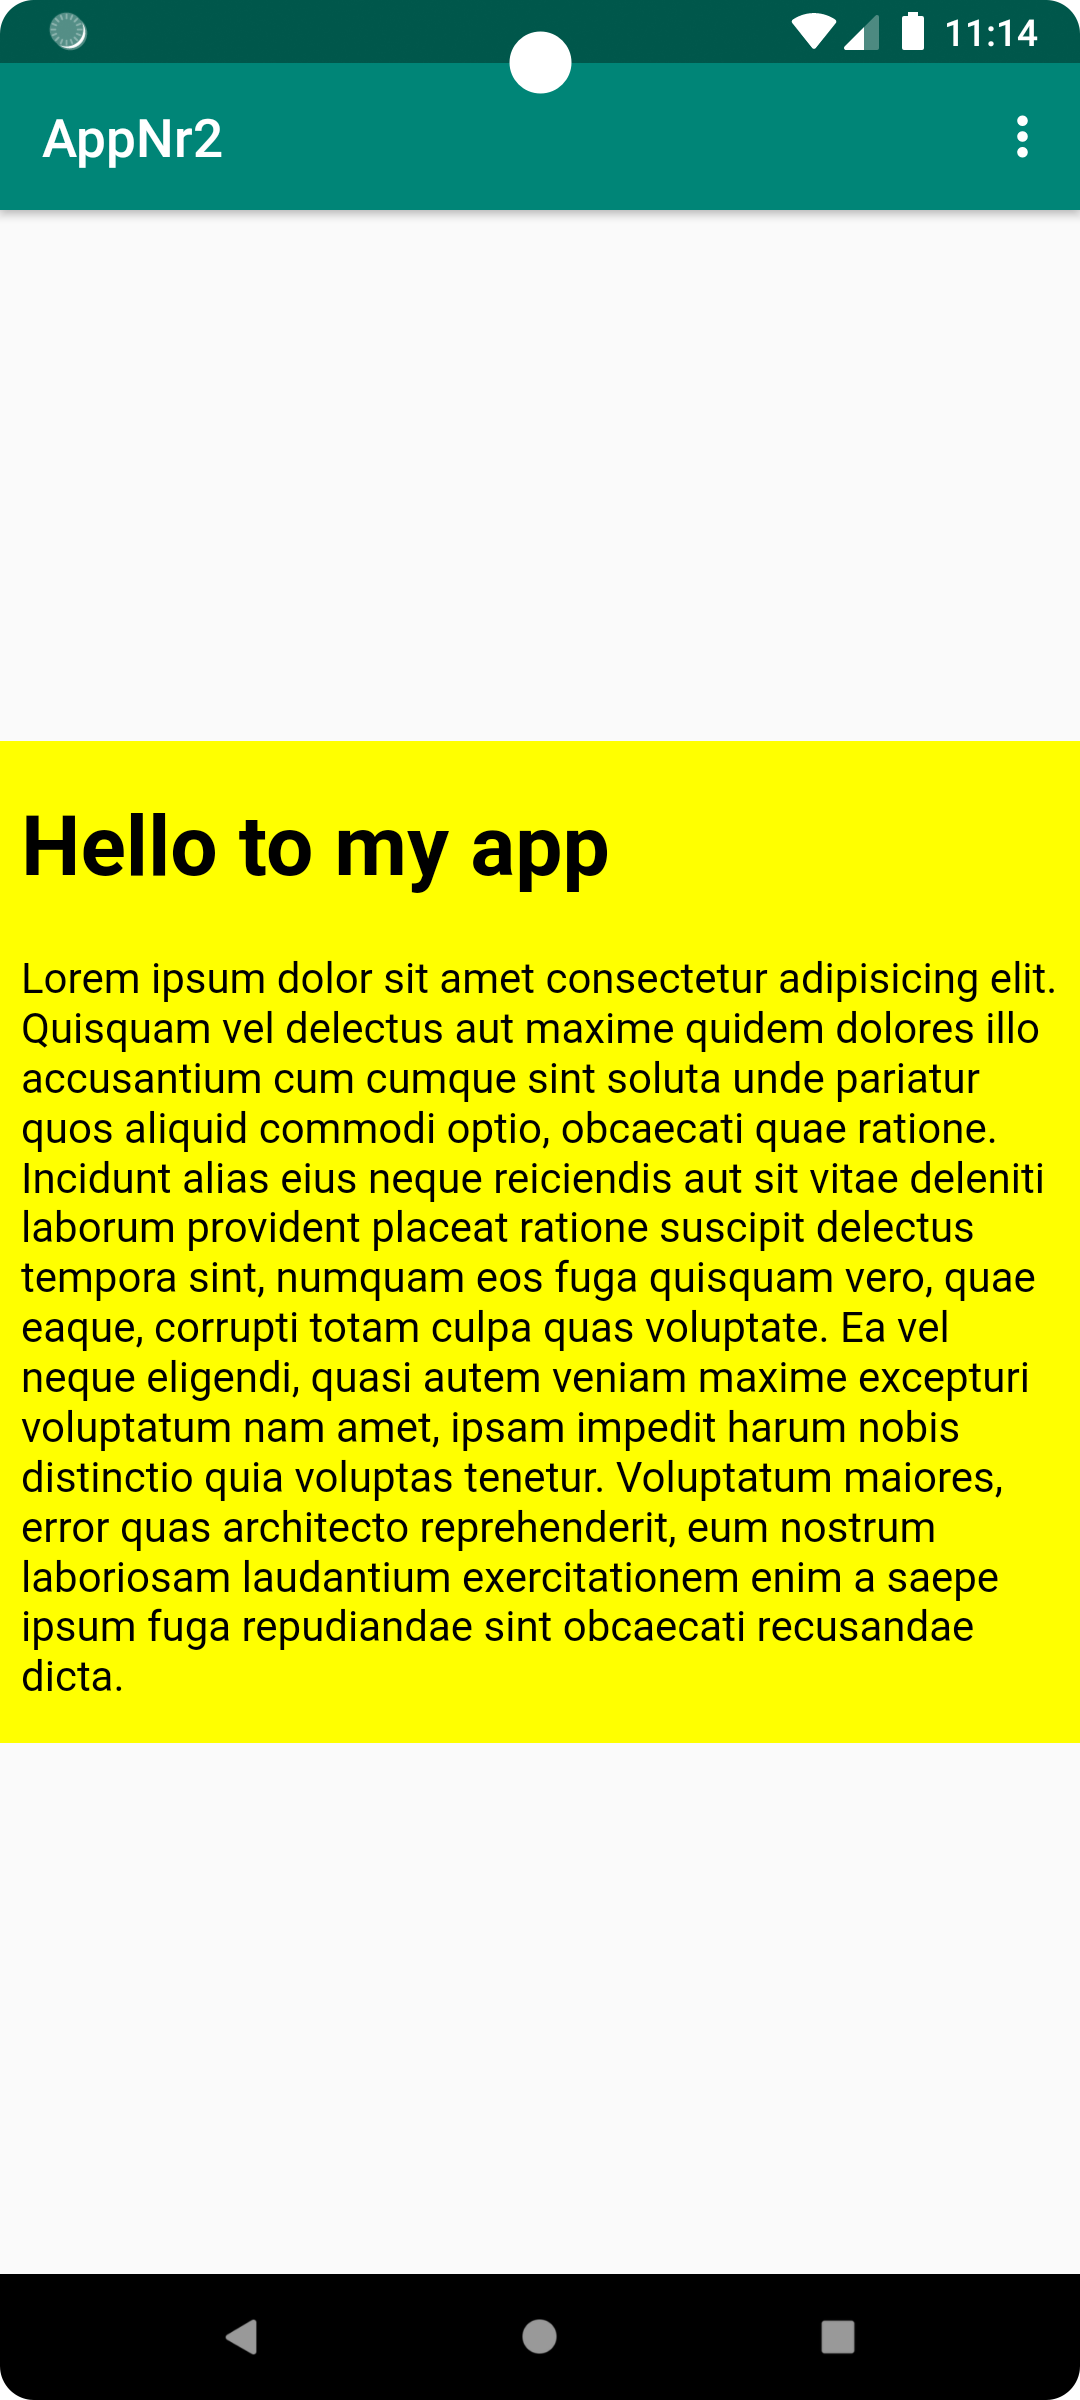 11:14
AppNr2
Hello to my app
Lorem ipsum dolor sit amet consectetur adipisicing elit.
Quisquam vel delectus aut maxime quidem dolores illo
accusantium cum cumque sint soluta unde pariatur
quos aliquid commodi optio, obcaecati quae ratione.
Incidunt alias eius neque reiciendis aut sit vitae deleniti
laborum provident placeat ratione suscipit delectus
tempora sint, numquam eos fuga quisquam vero, quae
eaque, corrupti totam culpa quas voluptate. Ea vel
neque eligendi, quasi autem veniam maxime excepturi
voluptatum nam amet, ipsam impedit harum nobis
distinctio quia voluptas tenetur. Voluptatum maiores,
error quas architecto reprehenderit, eum nostrum
laboriosam laudantium exercitationem enim a saepe
ipsum fuga repudiandae sint obcaecati recusandae
dicta.